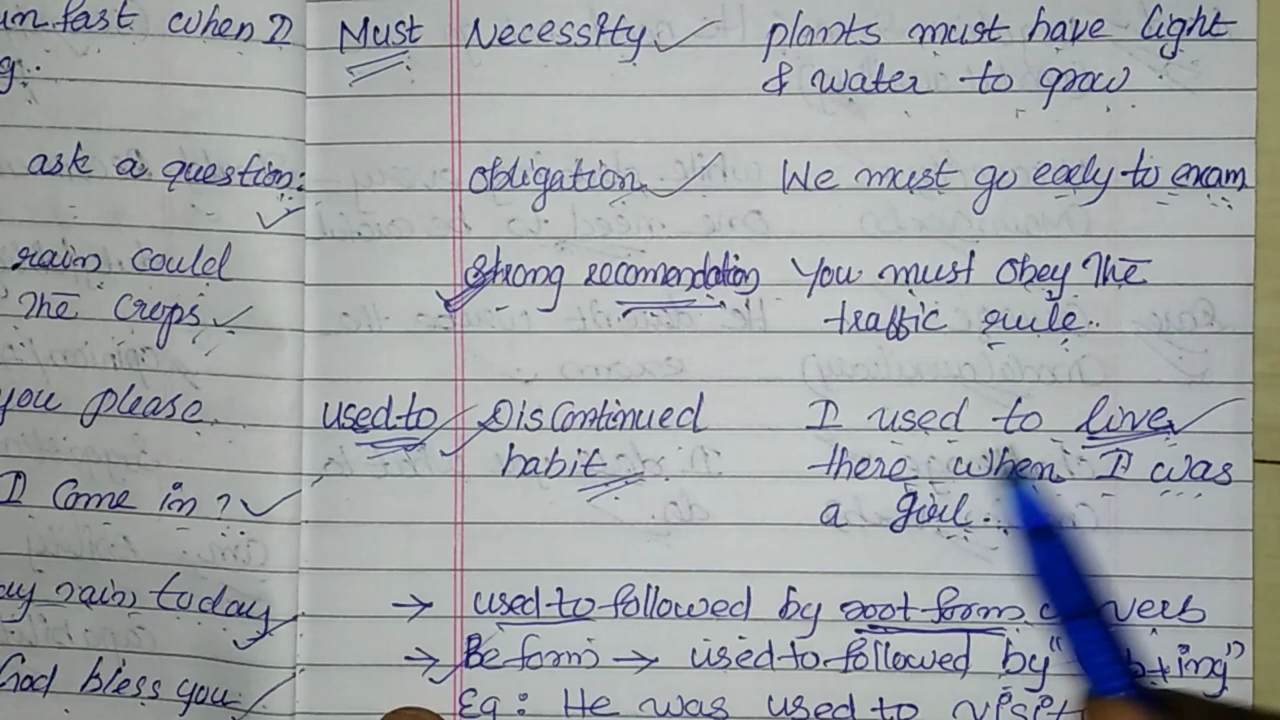 in fast when I
Must Necessity plants must have light
g.
& water to grow
ask a question. obligation We must go early to exam
rain could Strong recomendation You must obey The
The Crops traffic rule..
you please used to Discontinued I used to live
habit there when I was
I Come in ? a girl..
rain today → used to followed by root form verb
→ Be form → used to followed by " +ing"
God bless you Eg: He was used to